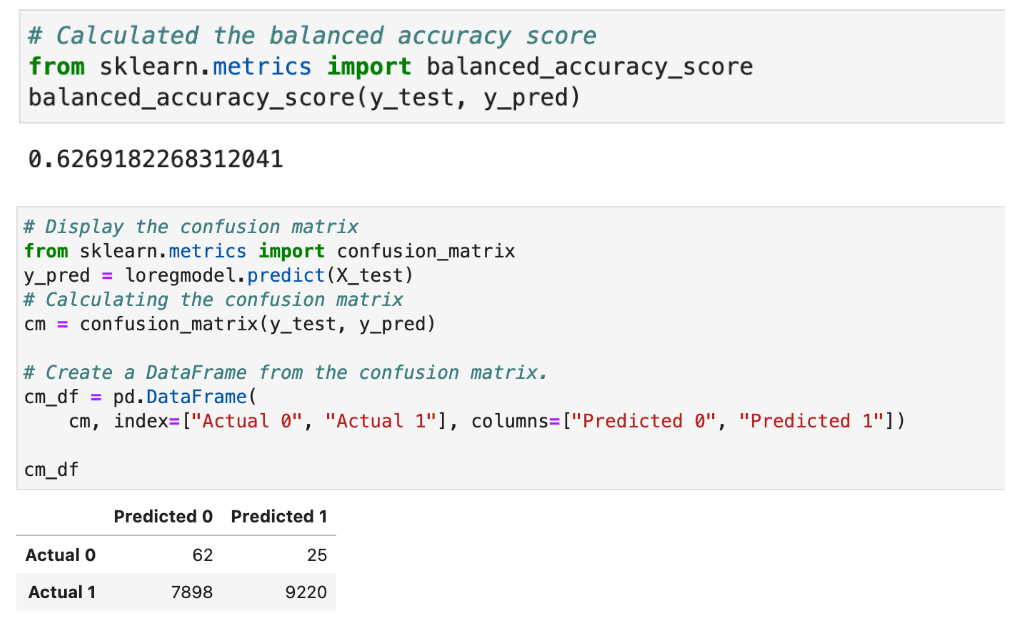 # Calculated the balanced accuracy score
from sklearn.metrics import balanced_accuracy_score
balanced_accuracy_score(y_test, y_pred)
0.6269182268312041
# Display the confusion matrix
from sklearn.metrics import confusion_matrix
y_pred = loregmodel.predict(X_test)
# Calculating the confusion matrix
cm = confusion_matrix(y_test, y_pred)
# Create a DataFrame from the confusion matrix.
cm_df = pd.DataFrame(
    cm, index=["Actual 0", "Actual 1"], columns=["Predicted 0", "Predicted 1"])
cm_df
Predicted 0 Predicted 1
Actual 0 62 25
Actual 1 7898 9220